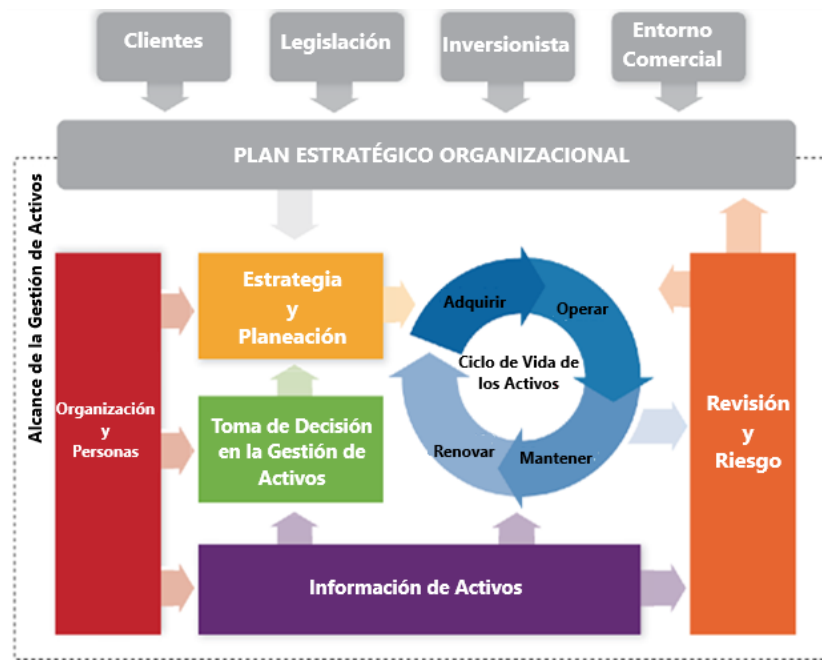 Clientes
Legislación
Inversionista
Entorno
Comercial
PLAN ESTRATÉGICO ORGANIZACIONAL
Alcance de la Gestión de Activos
Estrategia
y
Planeación
Adquirir
Operar
Ciclo de Vida de
los Activos
Organización
y
Personas
Toma de Decisión
en la Gestión de
Activos
Renovar
Mantener
Revisión
y
Riesgo
Información de Activos